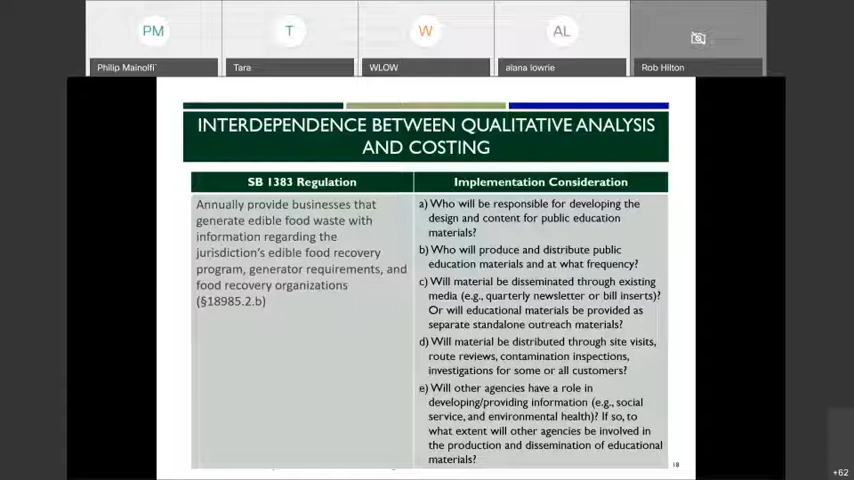 PM
T
W
AL
Philip Mainolfi
Tara
WLOW
alana lowrie
Rob Hilton
INTERDEPENDENCE BETWEEN QUALITATIVE ANALYSIS
AND COSTING
SB 1383 Regulation
Implementation Consideration
Annually provide businesses that
generate edible food waste with
information regarding the
jurisdiction's edible food recovery
program, generator requirements, and
food recovery organizations
(§18985.2.b)
a) Who will be responsible for developing the
design and content for public education
materials?
b) Who will produce and distribute public
education materials and at what frequency?
c) Will material be disseminated through existing
media (e.g., quarterly newsletter or bill inserts)?
Or will educational materials be provided as
separate standalone outreach materials?
d) Will material be distributed through site visits,
route reviews, contamination inspections,
investigations for some or all customers?
e) Will other agencies have a role in
developing/providing information (e.g., social
service, and environmental health)? If so, to
what extent will other agencies be involved in
the production and dissemination of educational
materials?
18
+62